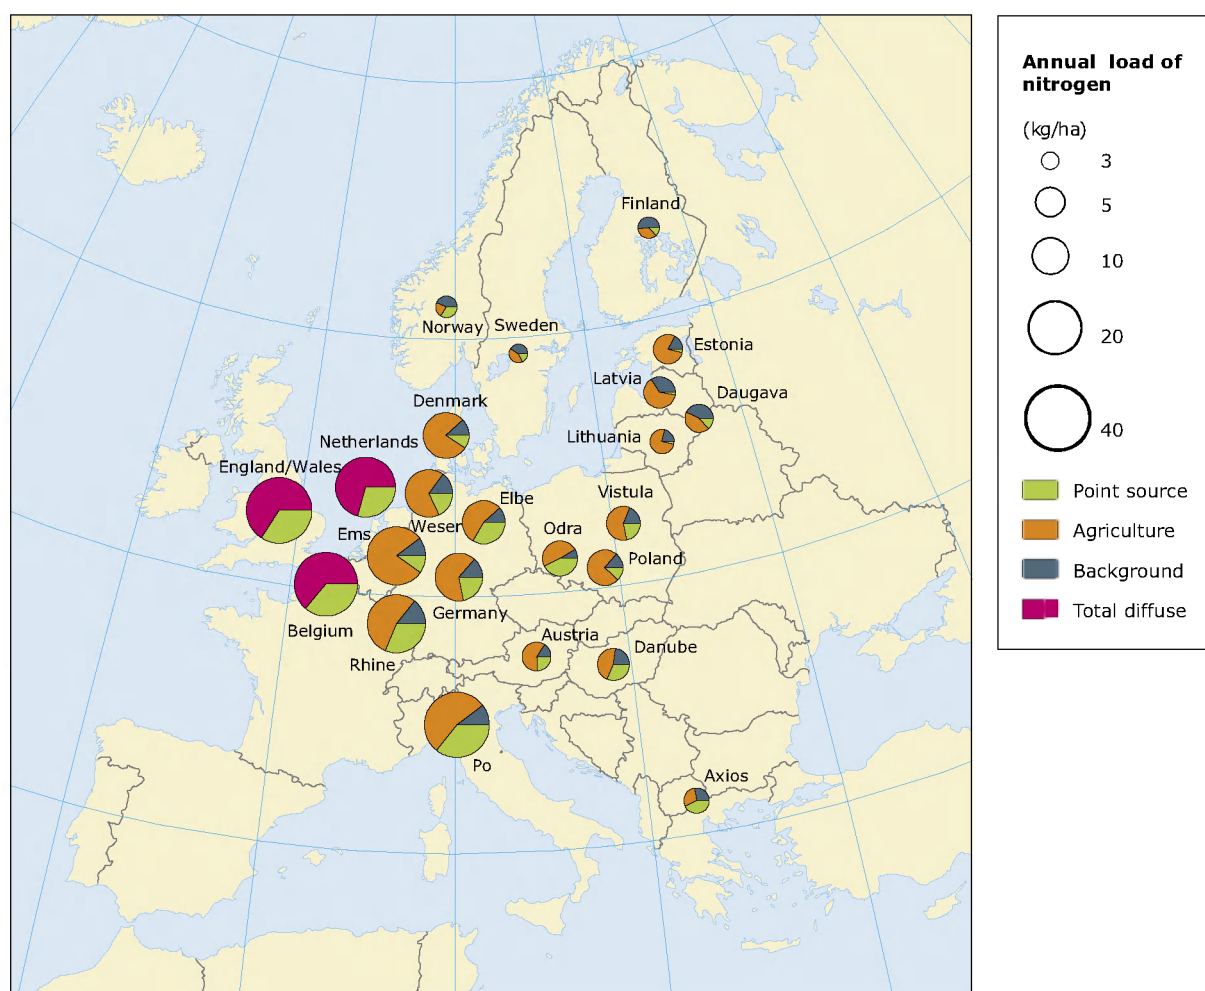 Finland
Norway
Sweden
Estonia
Latvia
Daugava
Denmark
Lithuania
Netherlands
England/Wales
Elbe
Vistula
Weser
Odra
Ems
Poland
Germany
Belgium
Austria
Danube
Rhine
Po
Axios
Annual load of
nitrogen
(kg/ha)
3
5
10
20
40
Point source
Agriculture
Background
Total diffuse